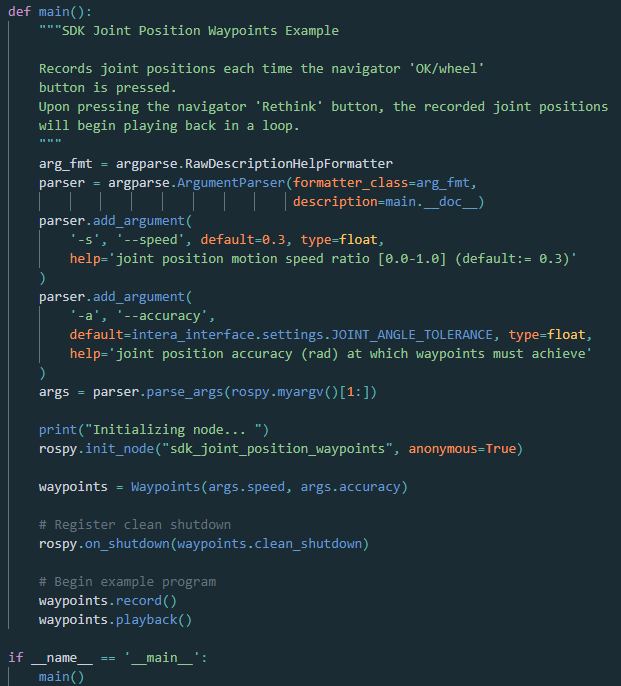 def main():
    """SDK Joint Position Waypoints Example

    Records joint positions each time the navigator 'OK/wheel'
    button is pressed.
    Upon pressing the navigator 'Rethink' button, the recorded joint positions
    will begin playing back in a loop.
    """
    arg_fmt = argparse.RawDescriptionHelpFormatter
    parser = argparse.ArgumentParser(formatter_class=arg_fmt,
                                     description=main.__doc__)
    parser.add_argument(
        '-s', '--speed', default=0.3, type=float,
        help='joint position motion speed ratio [0.0-1.0] (default:= 0.3)'
    )
    parser.add_argument(
        '-a', '--accuracy',
        default=intera_interface.settings.JOINT_ANGLE_TOLERANCE, type=float,
        help='joint position accuracy (rad) at which waypoints must achieve'
    )
    args = parser.parse_args(rospy.myargv()[1:])

    print("Initializing node... ")
    rospy.init_node("sdk_joint_position_waypoints", anonymous=True)

    waypoints = Waypoints(args.speed, args.accuracy)

    # Register clean shutdown
    rospy.on_shutdown(waypoints.clean_shutdown)

    # Begin example program
    waypoints.record()
    waypoints.playback()

if __name__ == '__main__':
    main()